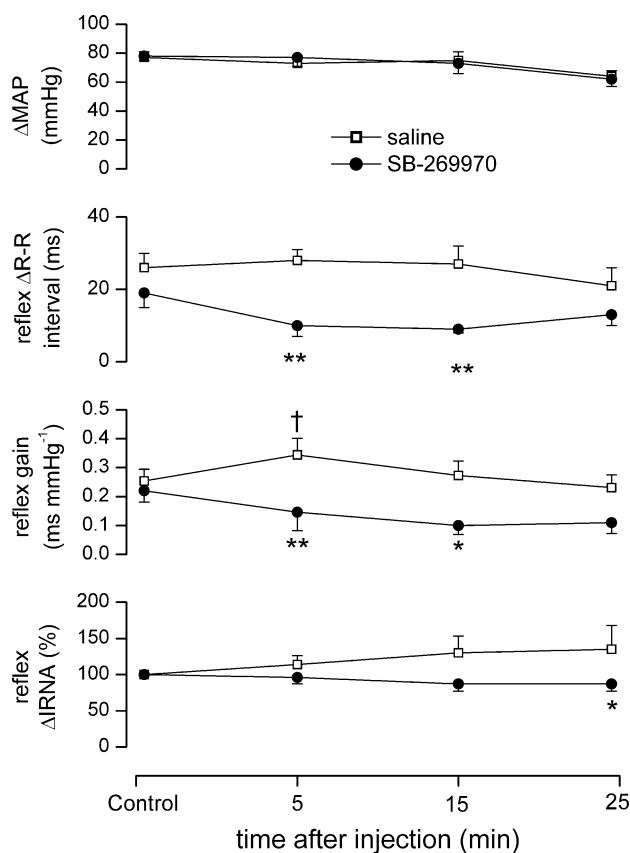 100
80
60
40
20
0
ΔMAP
(mmHg)
saline
SB-269970
40
20
0
reflex ΔR-R
interval (ms)
**
**
0.5
0.4
0.3
0.2
0.1
0.0
reflex gain
(ms mmHg⁻¹)
†
**
*
200
150
100
50
0
reflex
ΔIRNA (%)
*
Control
5
15
25
time after injection (min)